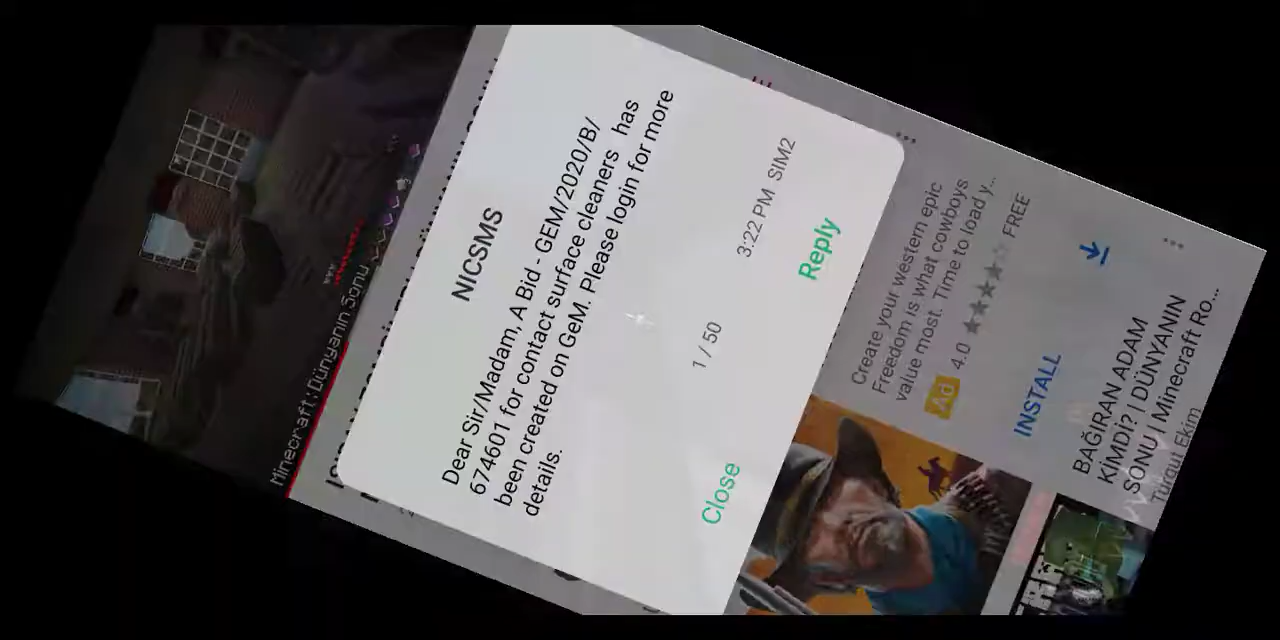 Minecraft:Dünyanın Sonu
NICSMS
Dear Sir/Madam, A Bid - GEM/2020/B/
674601 for contact surface cleaners has
been created on GeM. Please login for more
details.
1 / 50
3:22 PM SIM2
Close
Reply
Create your western epic
Freedom is what cowboys
value most. Time to load y...
Ad 4.0 ★★★★☆ FREE
INSTALL
BAĞIRAN ADAM
KİMDİ? | DÜNYANIN
SONU | Minecraft Ro...
Turgut Ekim